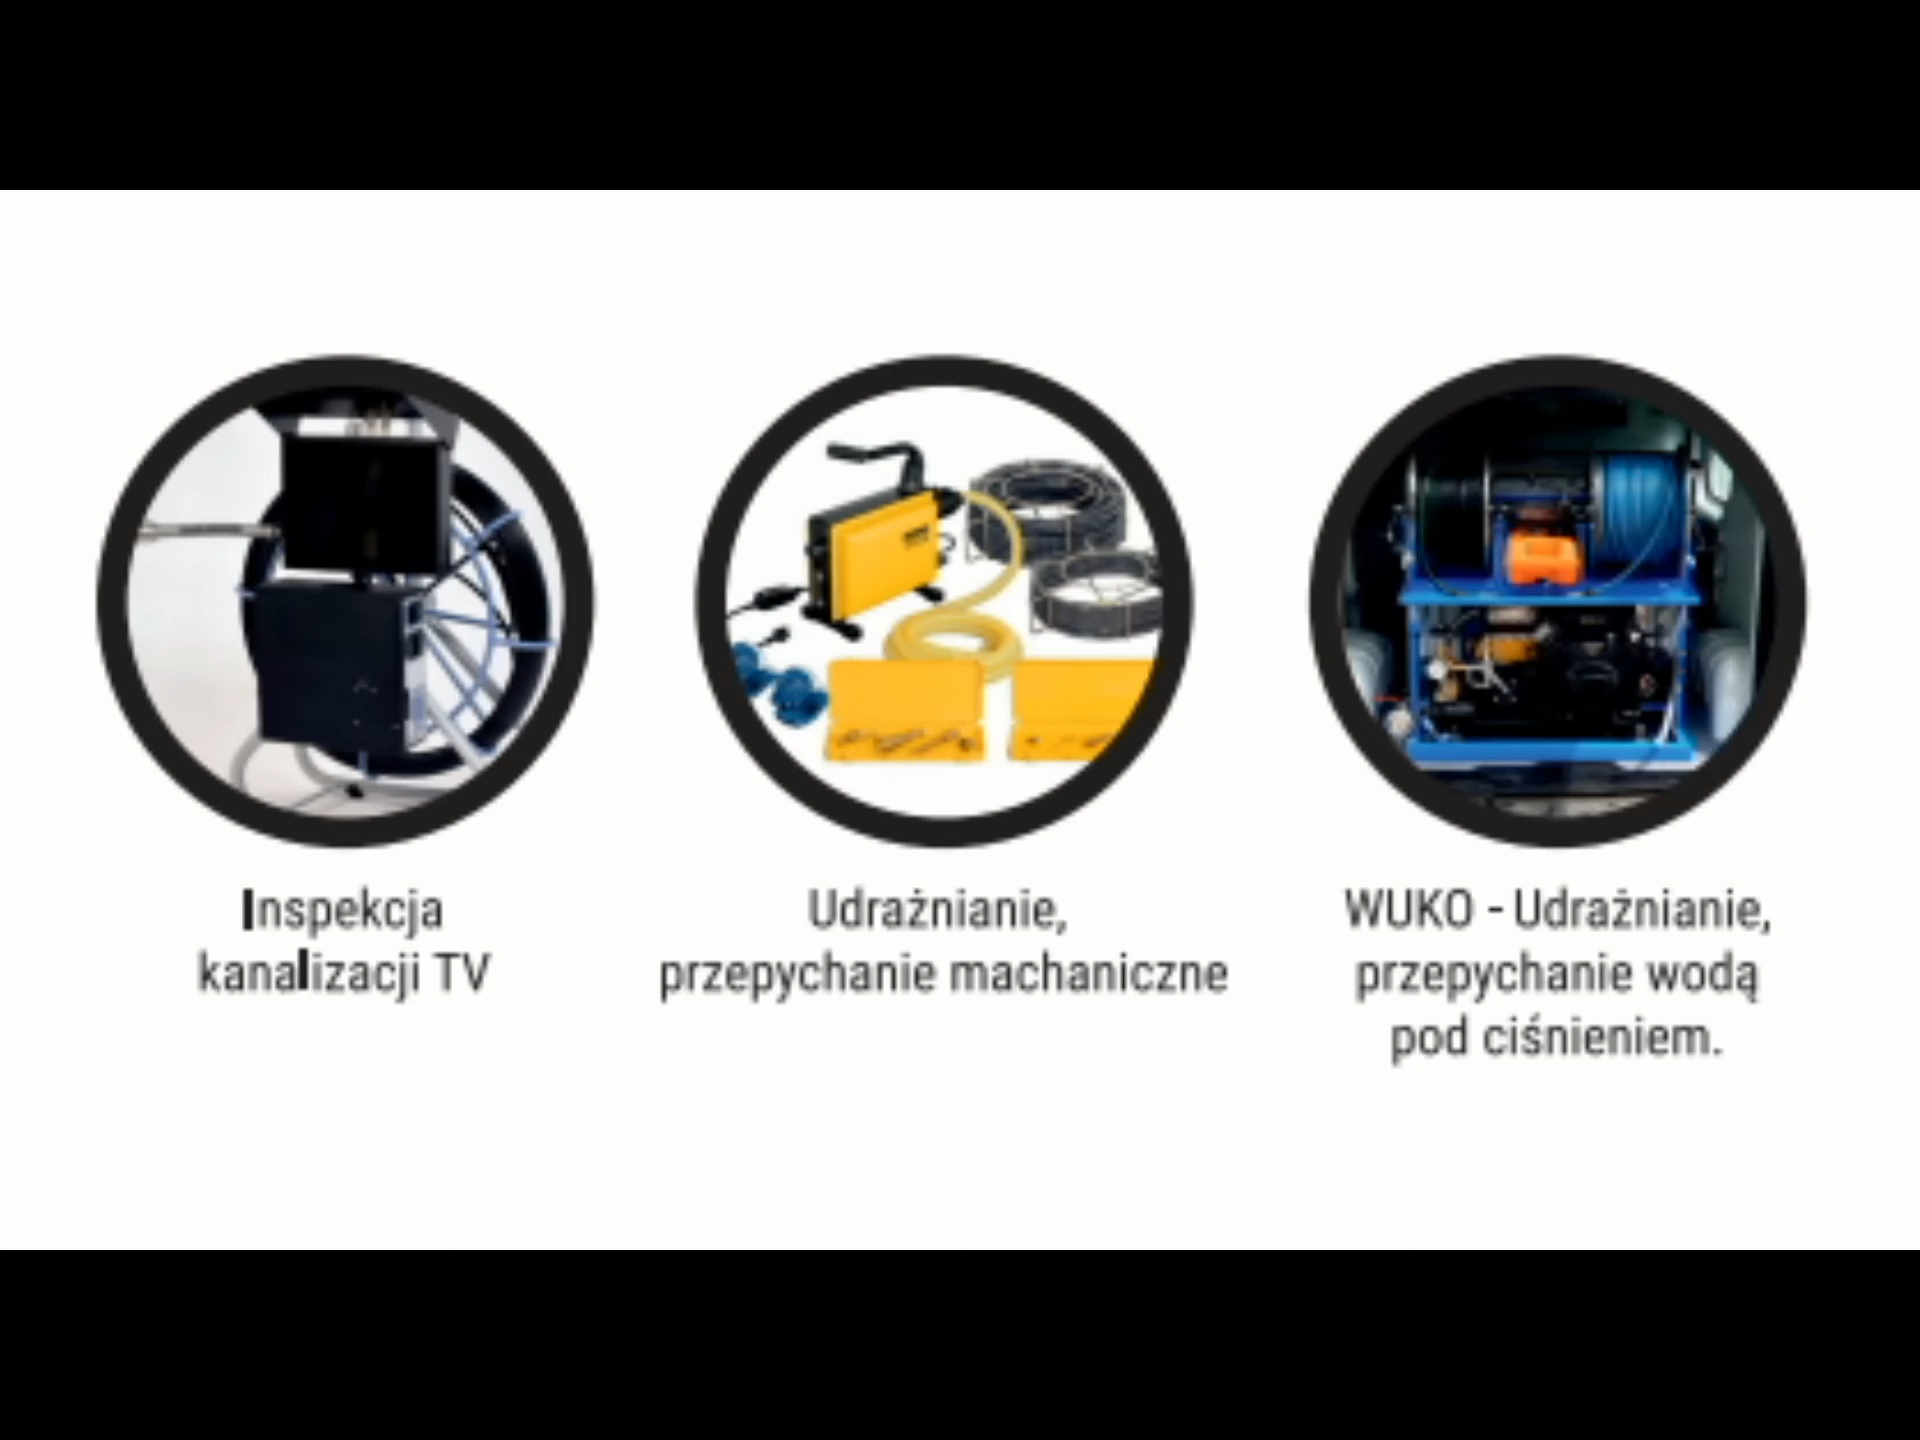 Inspekcja
kanalizacji TV
Udrażnianie,
przepychanie machaniczne
WUKO - Udrażnianie,
przepychanie wodą
pod ciśnieniem.